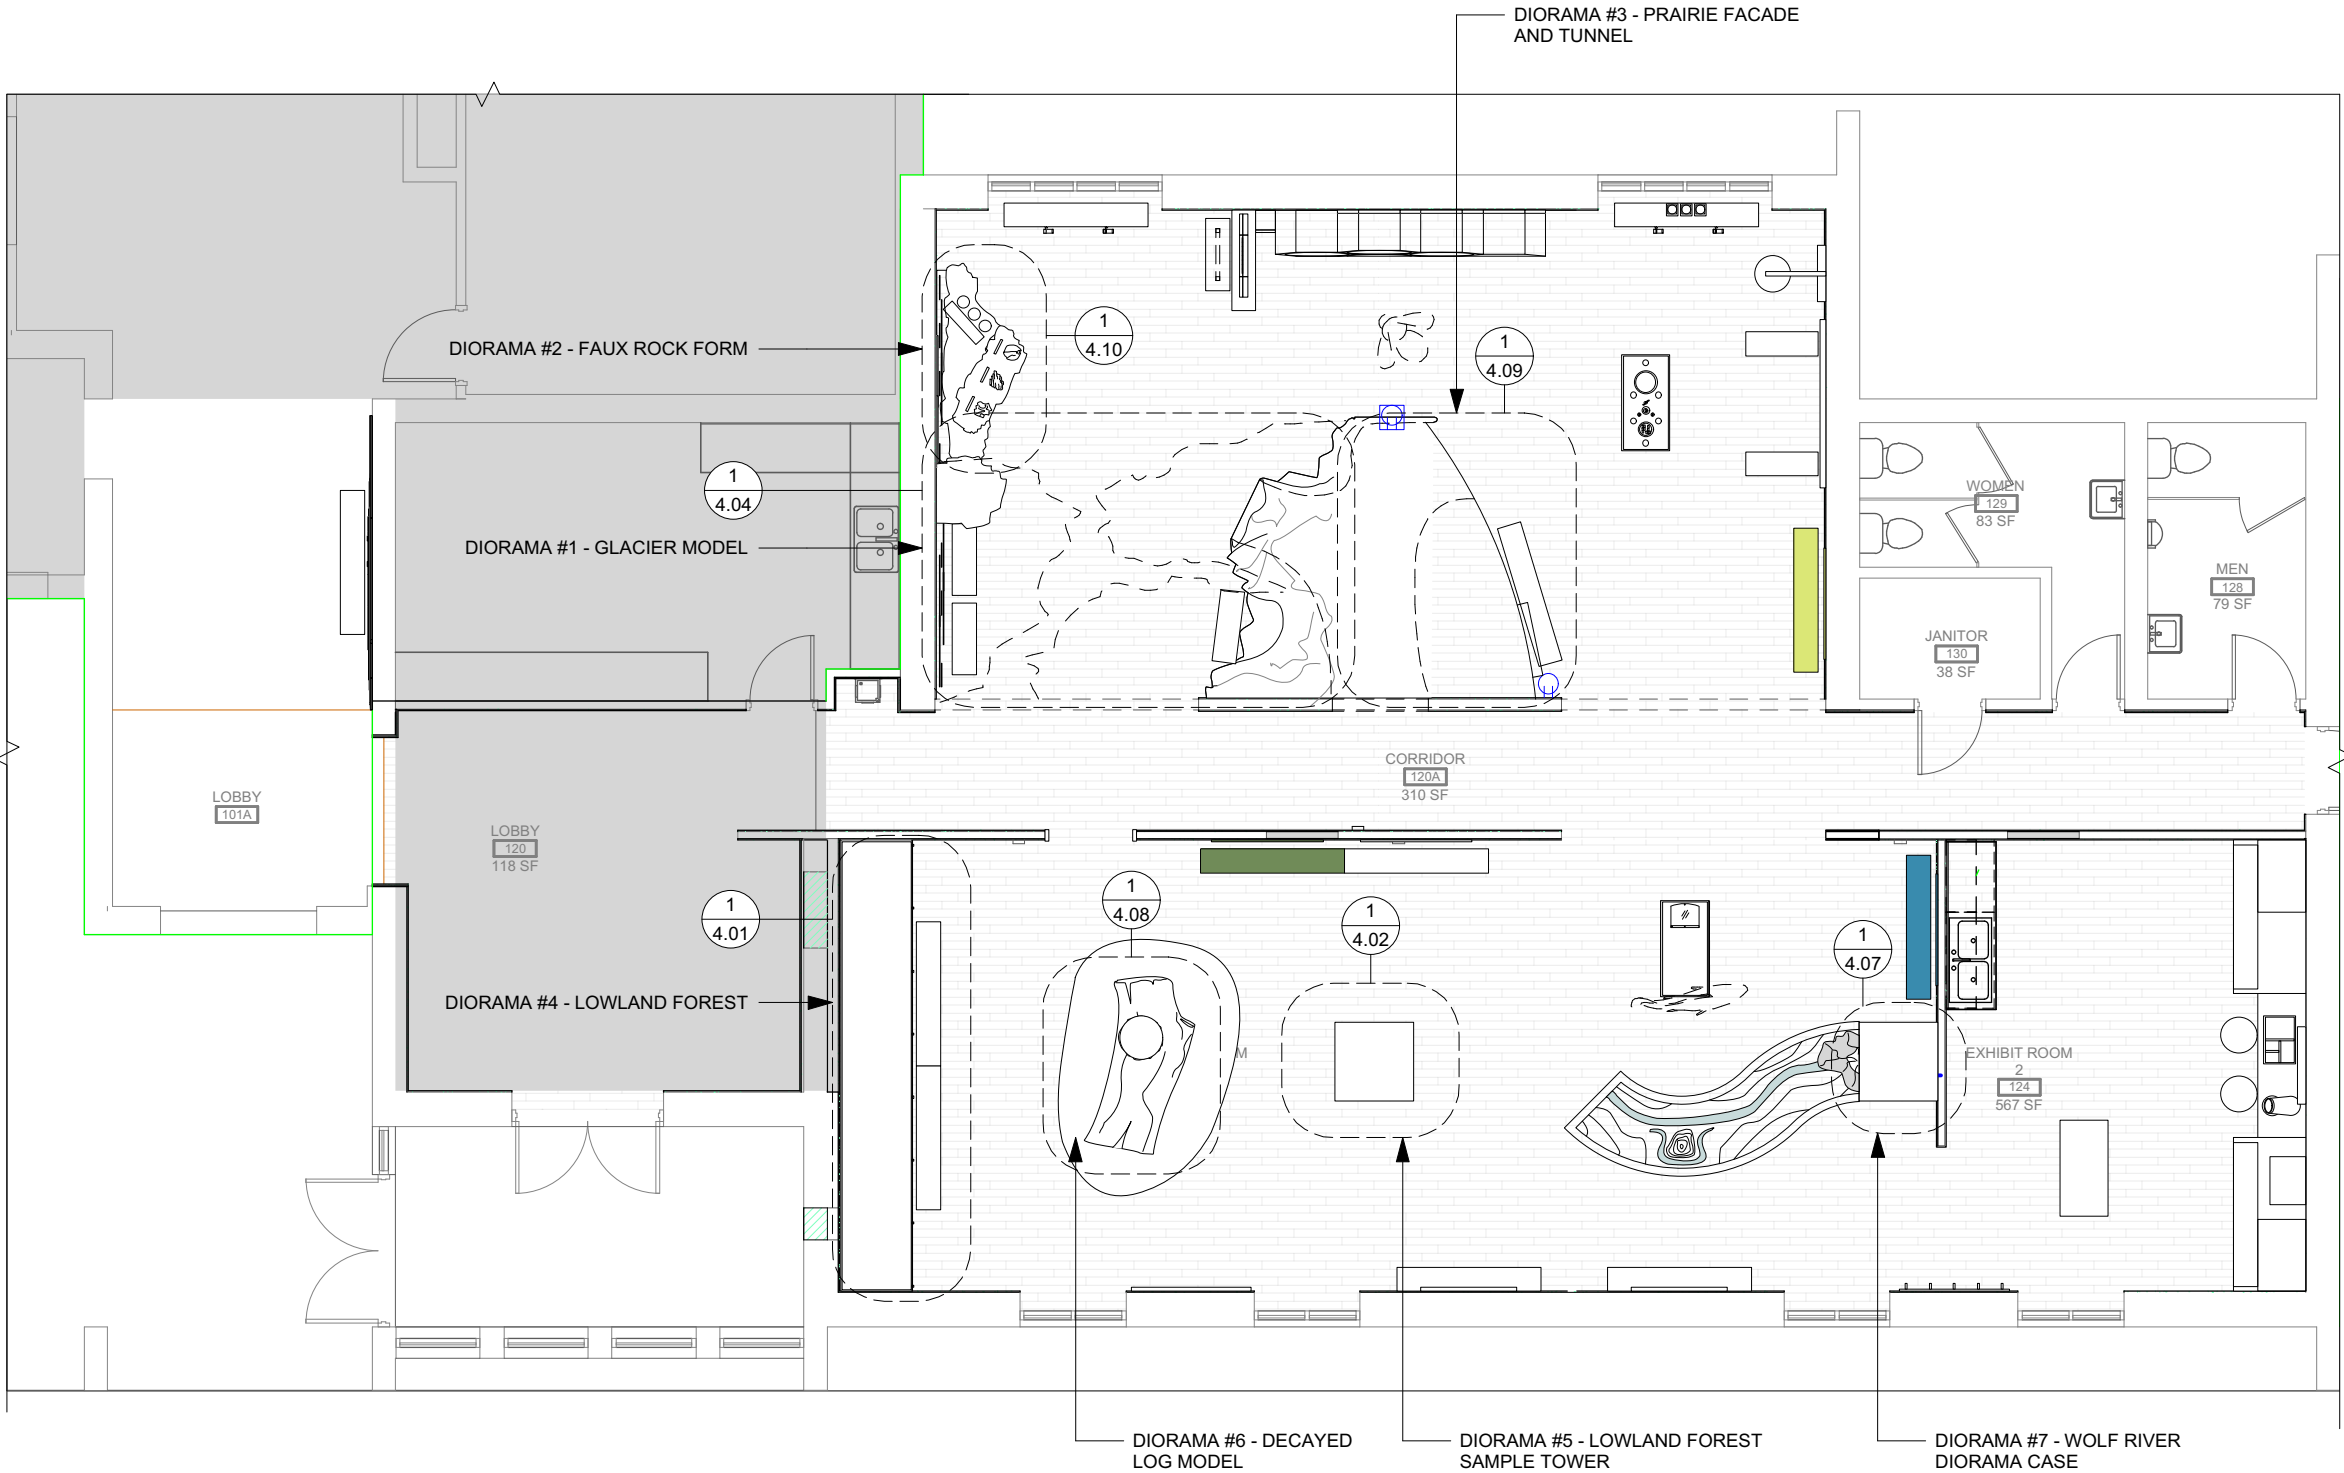 DIORAMA #3 - PRAIRIE FACADE
AND TUNNEL
DIORAMA #2 - FAUX ROCK FORM
1
4.10
1
4.09
1
4.04
DIORAMA #1 - GLACIER MODEL
WOMEN
129
83 SF
MEN
128
79 SF
JANITOR
130
38 SF
CORRIDOR
120A
310 SF
LOBBY
101A
LOBBY
120
118 SF
1
4.01
1
4.08
1
4.02
1
4.07
DIORAMA #4 - LOWLAND FOREST
M
EXHIBIT ROOM
2
124
567 SF
DIORAMA #6 - DECAYED
LOG MODEL
DIORAMA #5 - LOWLAND FOREST
SAMPLE TOWER
DIORAMA #7 - WOLF RIVER
DIORAMA CASE